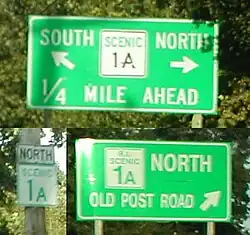 SOUTH SCENIC NORTH
1A
1/4 MILE AHEAD
NORTH
SCENIC
1A
R.I.
SCENIC
1A NORTH
OLD POST ROAD